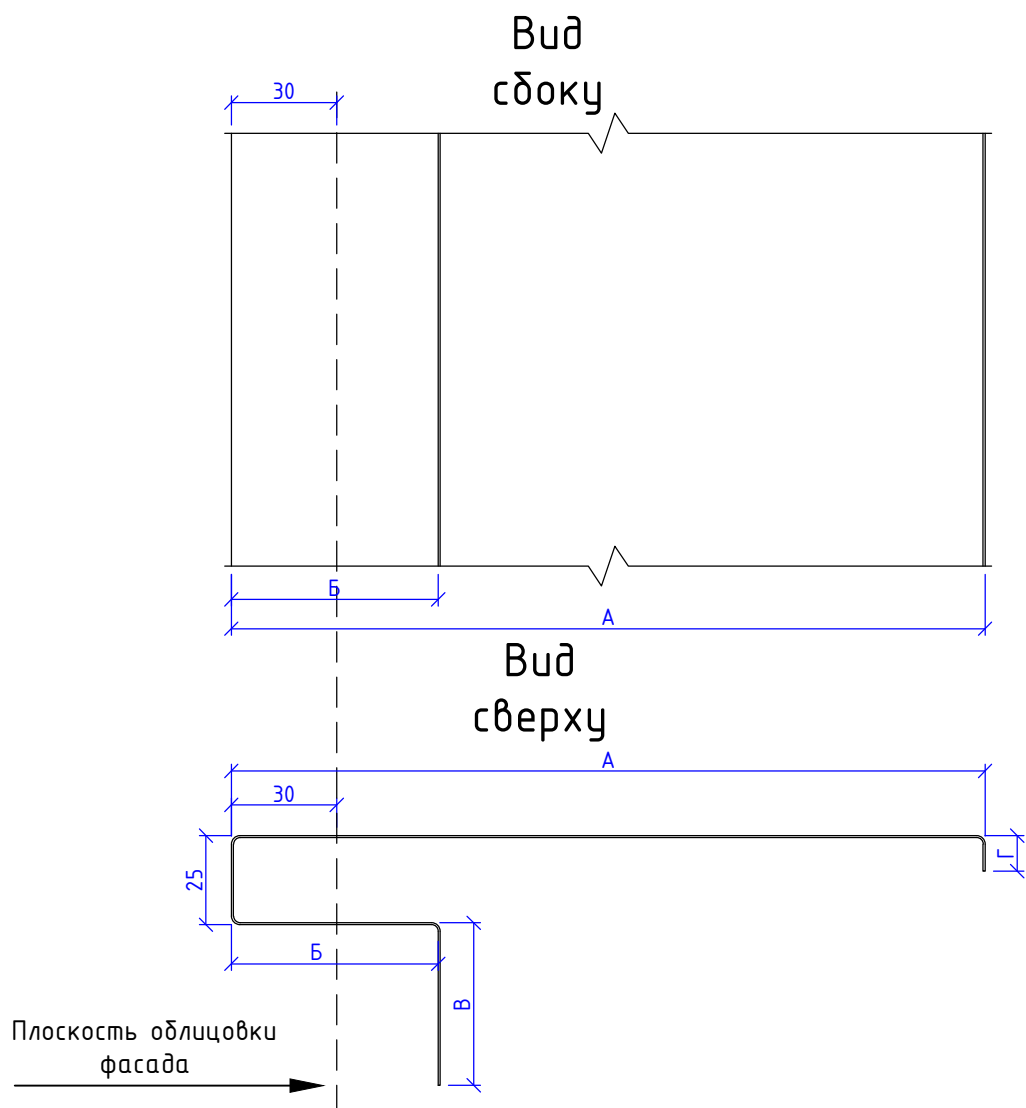 Вид
сбоку
30
Б
А
Вид
сверху
А
30
25
Г
Б
В
Плоскость облицовки
фасада